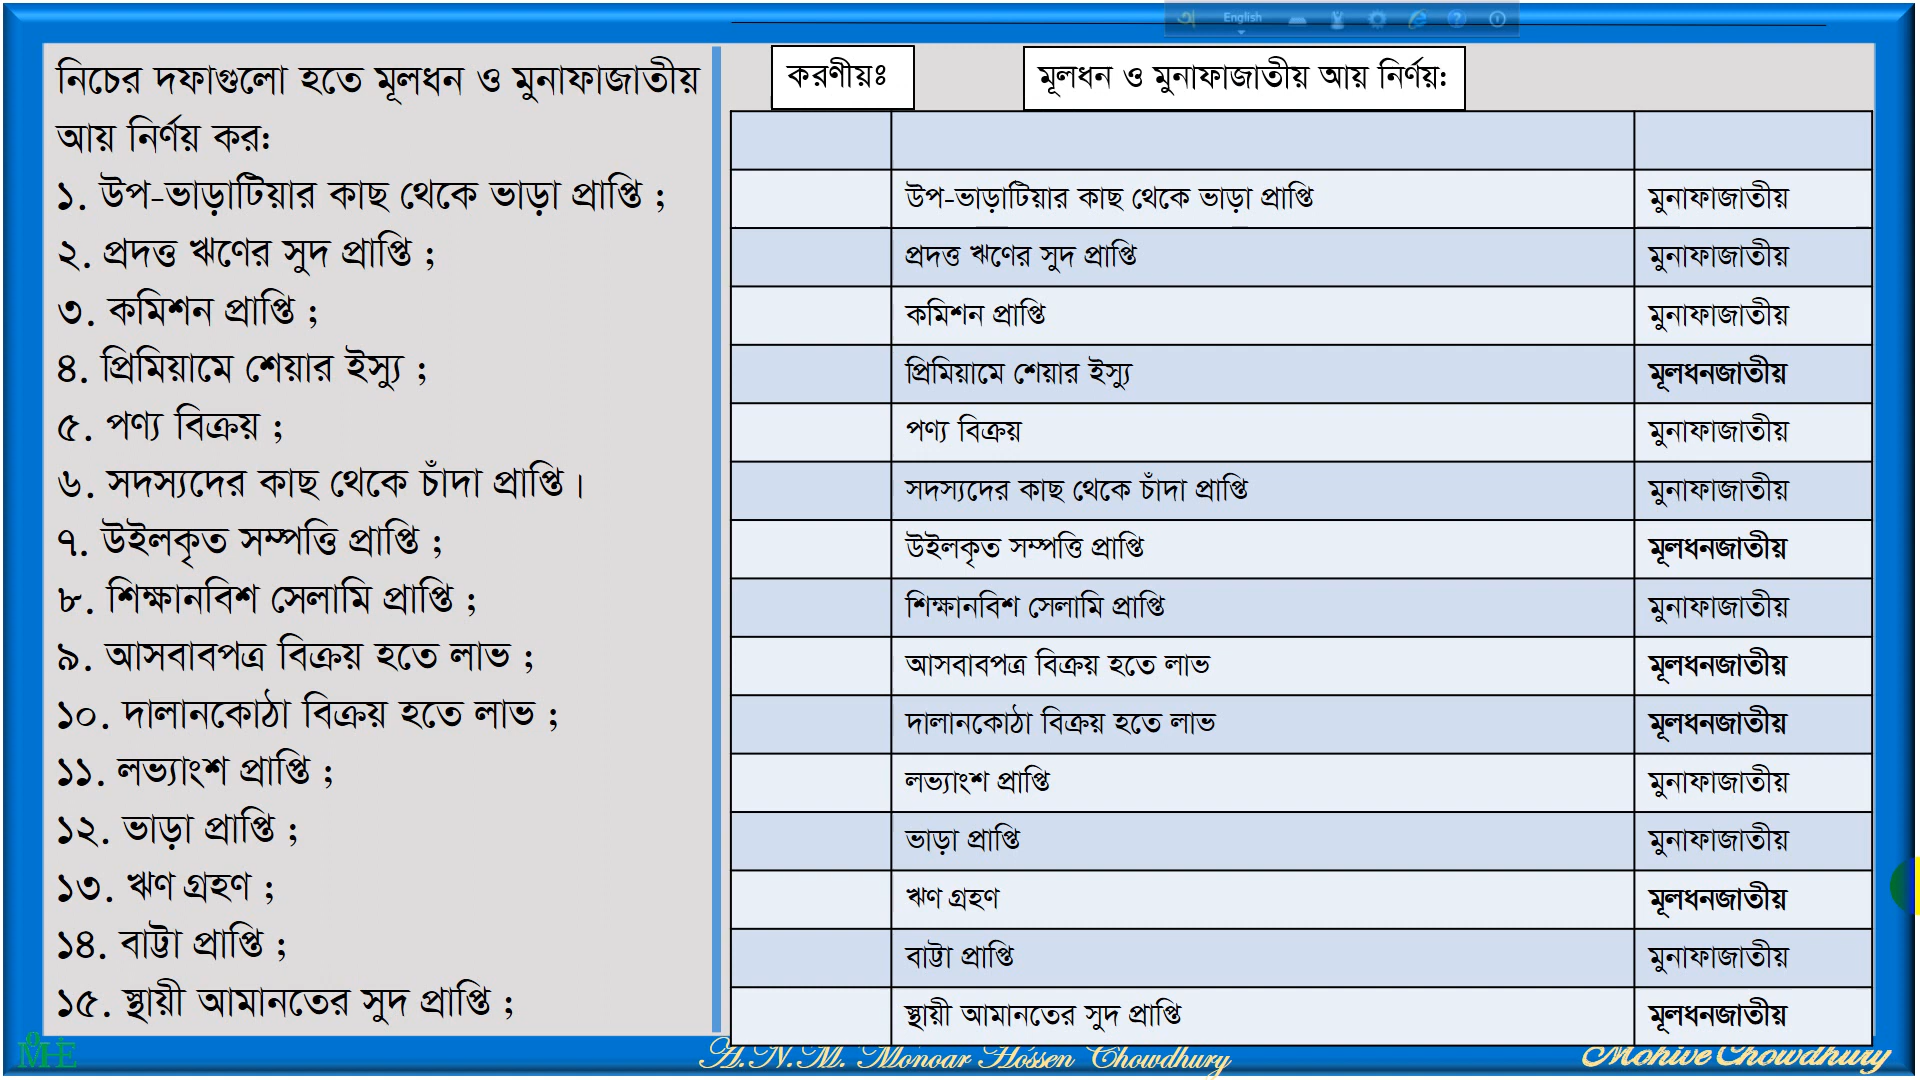 English
নিচের দফাগুলো হতে মূলধন ও মুনাফাজাতীয়
আয় নির্ণয় কর:
১. উপ-ভাড়াটিয়ার কাছ থেকে ভাড়া প্রাপ্তি ;
২. প্রদত্ত ঋণের সুদ প্রাপ্তি ;
৩. কমিশন প্রাপ্তি ;
৪. প্রিমিয়ামে শেয়ার ইস্যু ;
৫. পণ্য বিক্রয় ;
৬. সদস্যদের কাছ থেকে চাঁদা প্রাপ্তি।
৭. উইলকৃত সম্পত্তি প্রাপ্তি ;
৮. শিক্ষানবিশ সেলামি প্রাপ্তি ;
৯. আসবাবপত্র বিক্রয় হতে লাভ ;
১০. দালানকোঠা বিক্রয় হতে লাভ ;
১১. লভ্যাংশ প্রাপ্তি ;
১২. ভাড়া প্রাপ্তি ;
১৩. ঋণ গ্রহণ ;
১৪. বাট্টা প্রাপ্তি ;
১৫. স্থায়ী আমানতের সুদ প্রাপ্তি ;
করণীয়ঃ মূলধন ও মুনাফাজাতীয় আয় নির্ণয়:
উপ-ভাড়াটিয়ার কাছ থেকে ভাড়া প্রাপ্তি মুনাফাজাতীয়
প্রদত্ত ঋণের সুদ প্রাপ্তি মুনাফাজাতীয়
কমিশন প্রাপ্তি মুনাফাজাতীয়
প্রিমিয়ামে শেয়ার ইস্যু মূলধনজাতীয়
পণ্য বিক্রয় মুনাফাজাতীয়
সদস্যদের কাছ থেকে চাঁদা প্রাপ্তি মুনাফাজাতীয়
উইলকৃত সম্পত্তি প্রাপ্তি মূলধনজাতীয়
শিক্ষানবিশ সেলামি প্রাপ্তি মুনাফাজাতীয়
আসবাবপত্র বিক্রয় হতে লাভ মূলধনজাতীয়
দালানকোঠা বিক্রয় হতে লাভ মূলধনজাতীয়
লভ্যাংশ প্রাপ্তি মুনাফাজাতীয়
ভাড়া প্রাপ্তি মুনাফাজাতীয়
ঋণ গ্রহণ মূলধনজাতীয়
বাট্টা প্রাপ্তি মুনাফাজাতীয়
স্থায়ী আমানতের সুদ প্রাপ্তি মূলধনজাতীয়
A.N.M. Monoar Hossen Chowdhury
Mohive Chowdhury